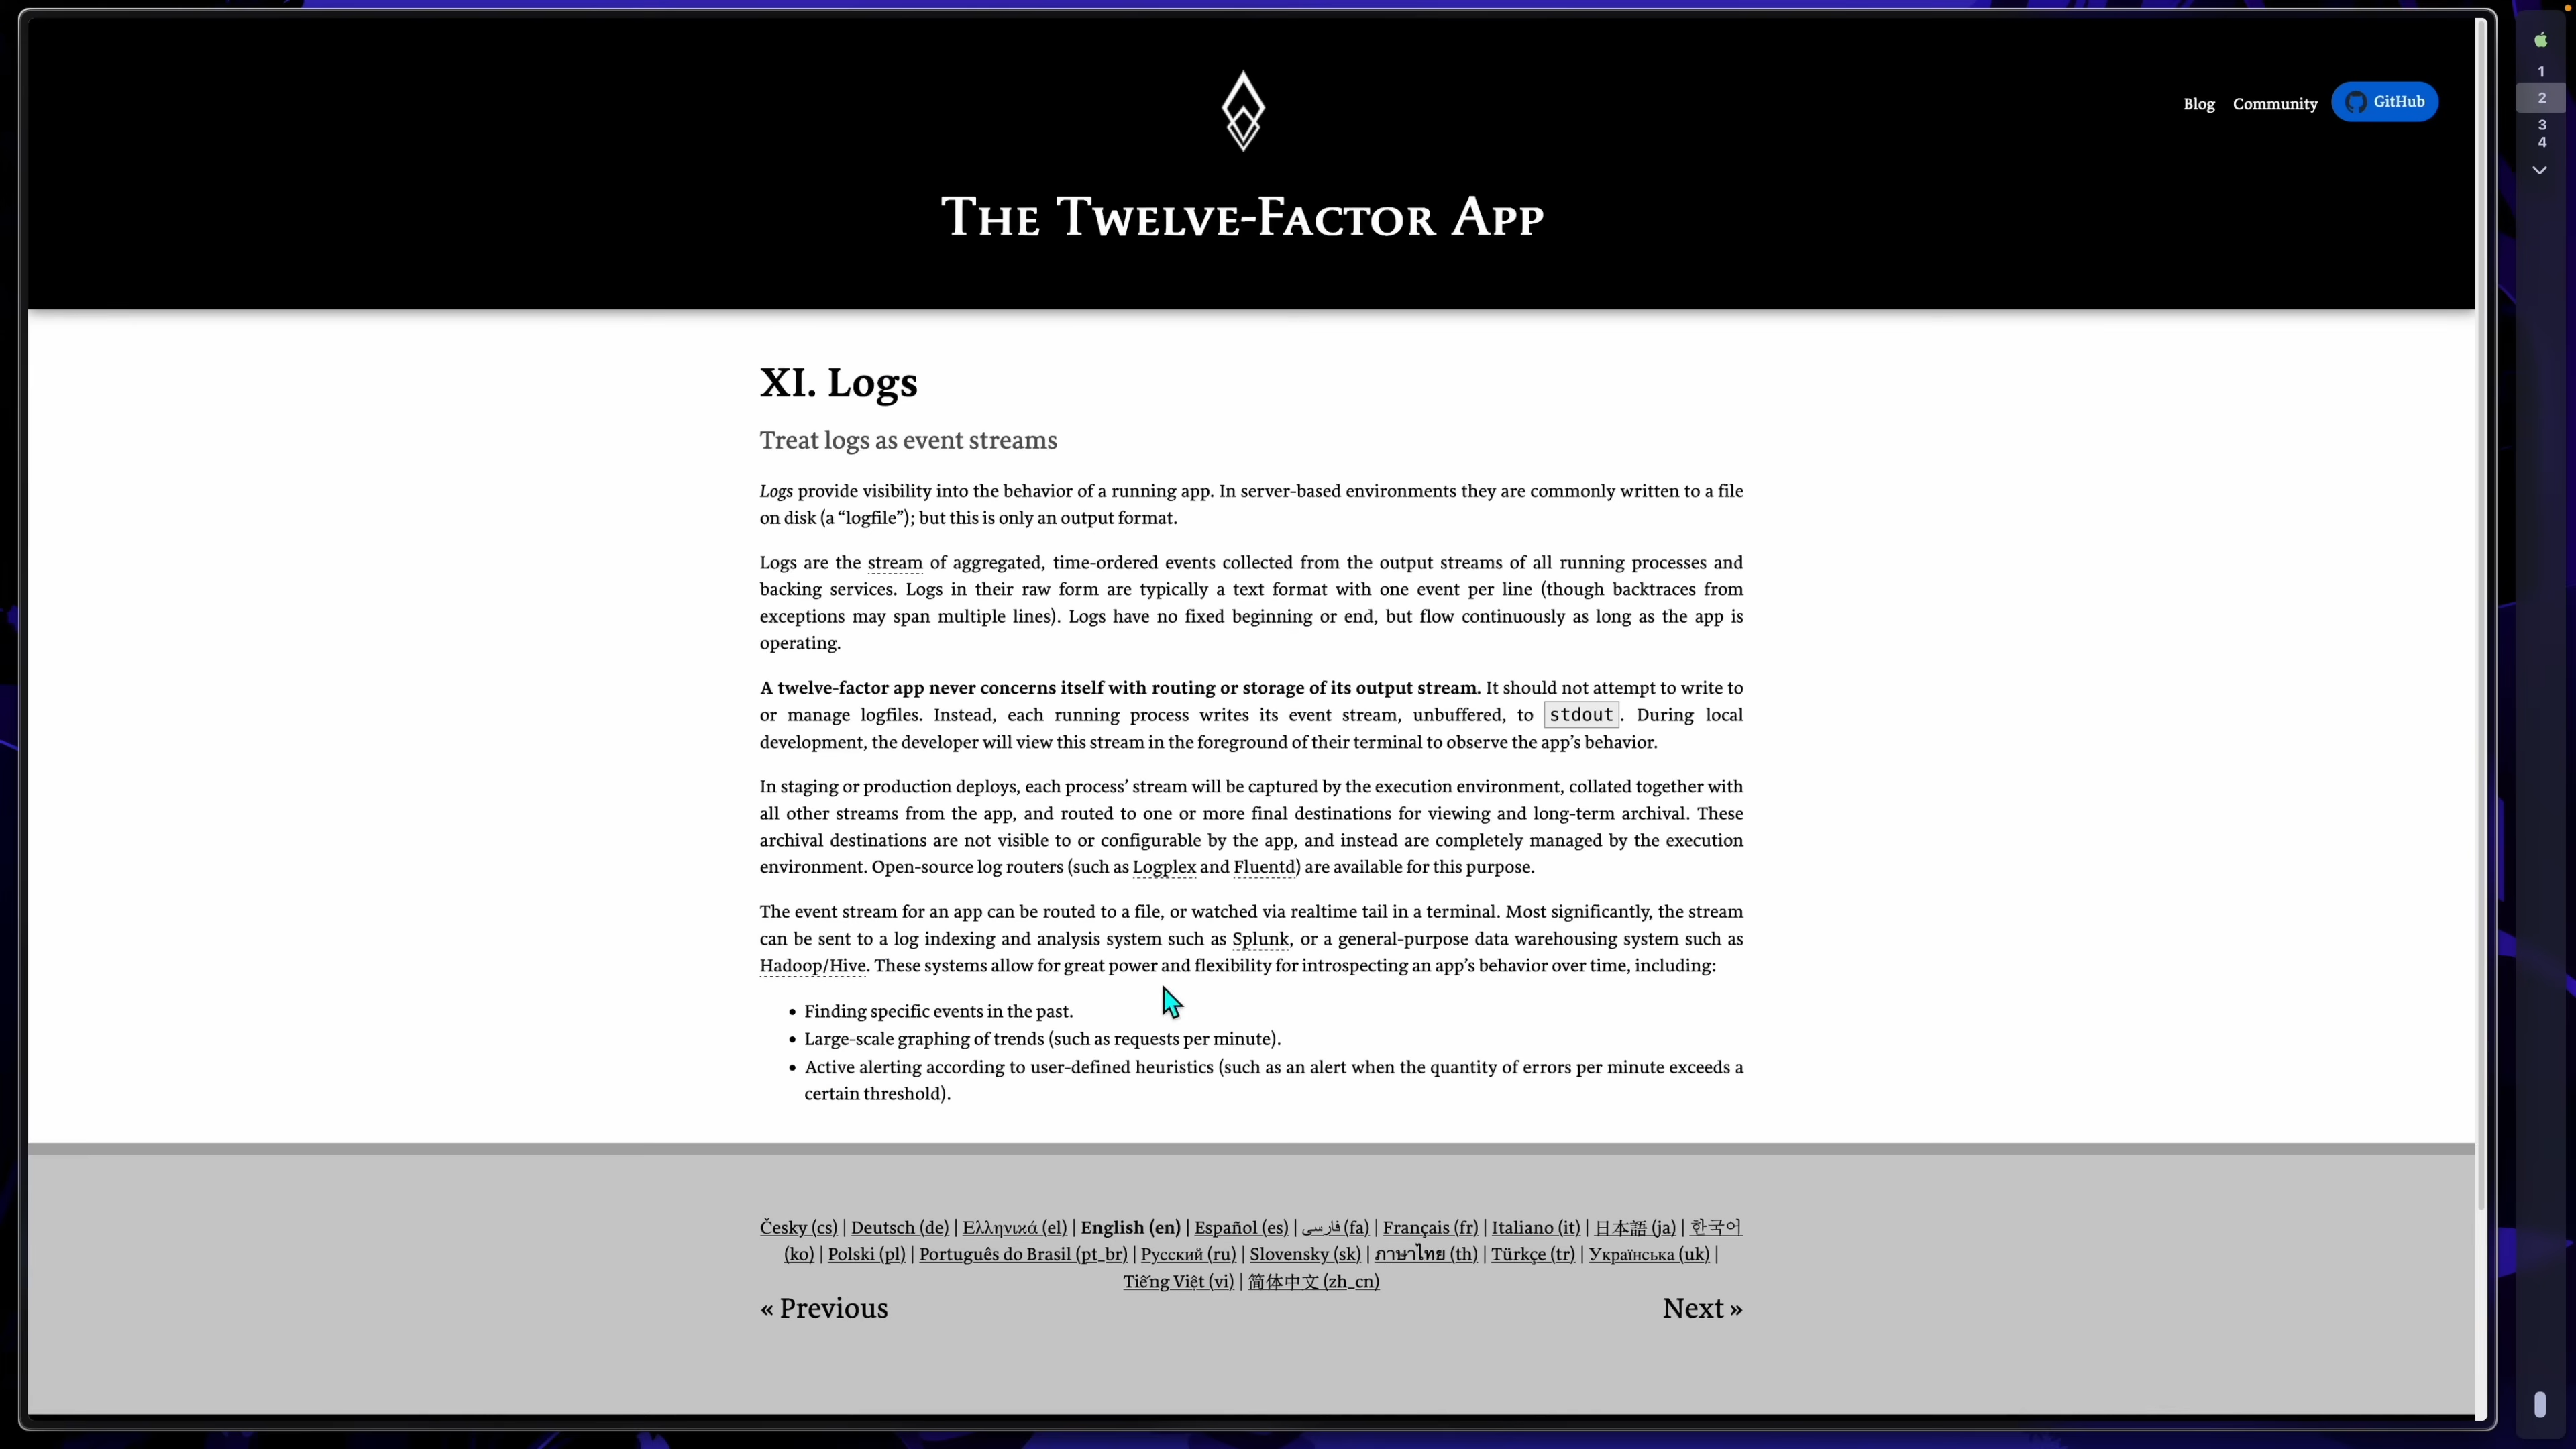 Blog Community GitHub
THE TWELVE-FACTOR APP
XI. Logs
Treat logs as event streams
Logs provide visibility into the behavior of a running app. In server-based environments they are commonly written to a file
on disk (a “logfile”); but this is only an output format.
Logs are the stream of aggregated, time-ordered events collected from the output streams of all running processes and
backing services. Logs in their raw form are typically a text format with one event per line (though backtraces from
exceptions may span multiple lines). Logs have no fixed beginning or end, but flow continuously as long as the app is
operating.
A twelve-factor app never concerns itself with routing or storage of its output stream. It should not attempt to write to
or manage logfiles. Instead, each running process writes its event stream, unbuffered, to stdout. During local
development, the developer will view this stream in the foreground of their terminal to observe the app’s behavior.
In staging or production deploys, each process’ stream will be captured by the execution environment, collated together with
all other streams from the app, and routed to one or more final destinations for viewing and long-term archival. These
archival destinations are not visible to or configurable by the app, and instead are completely managed by the execution
environment. Open-source log routers (such as Logplex and Fluentd) are available for this purpose.
The event stream for an app can be routed to a file, or watched via realtime tail in a terminal. Most significantly, the stream
can be sent to a log indexing and analysis system such as Splunk, or a general-purpose data warehousing system such as
Hadoop/Hive. These systems allow for great power and flexibility for introspecting an app’s behavior over time, including:
• Finding specific events in the past.
• Large-scale graphing of trends (such as requests per minute).
• Active alerting according to user-defined heuristics (such as an alert when the quantity of errors per minute exceeds a
certain threshold).
Česky (cs) | Deutsch (de) | Ελληνικά (el) | English (en) | Español (es) | فارسی (fa) | Français (fr) | Italiano (it) | 日本語 (ja) | 한국어
(ko) | Polski (pl) | Português do Brasil (pt_br) | Русский (ru) | Slovensky (sk) | ภาษาไทย (th) | Türkçe (tr) | Українська (uk) |
Tiếng Việt (vi) | 简体中文 (zh_cn)
« Previous
Next »
1
2
3
4